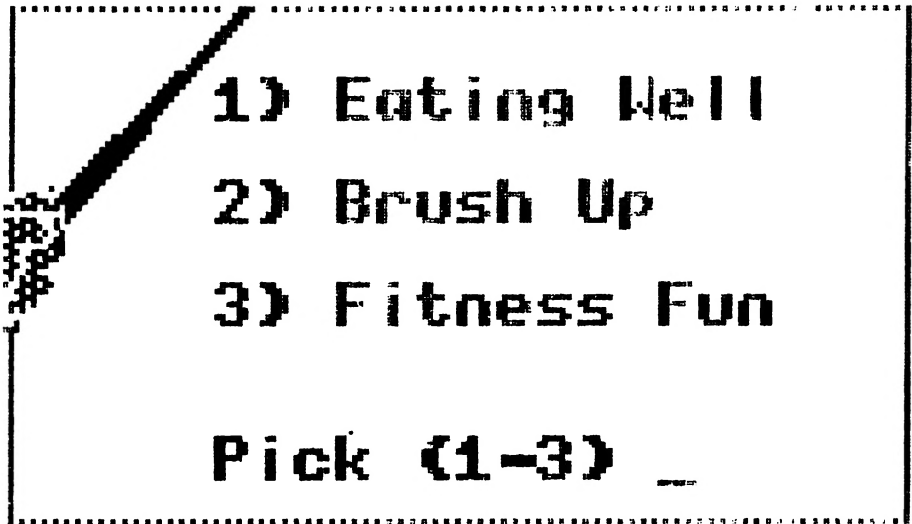 1) Eating Well
2) Brush Up
3) Fitness Fun
Pick (1-3) _